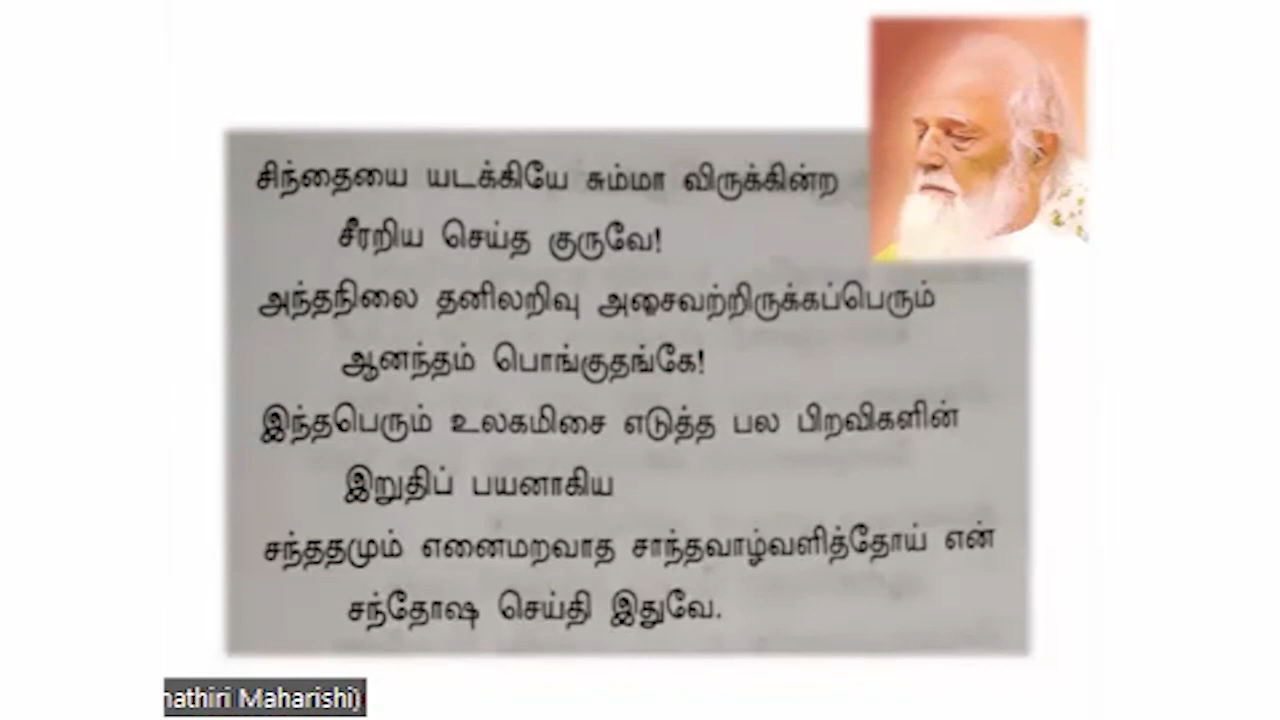 சிந்தையை யடக்கியே சும்மா விருக்கின்ற
சீரறிய செய்த குருவே!
அந்தநிலை தனிலறிவு அசைவற்றிருக்கப்பெரும்
ஆனந்தம் பொங்குதங்கே!
இந்தபெரும் உலகமிசை எடுத்த பல பிறவிகளின்
இறுதிப் பயனாகிய
சந்ததமும் எனைமறவாத சாந்தவாழ்வளித்தோய் என்
சந்தோஷ செய்தி இதுவே.
nathiri Maharishi)